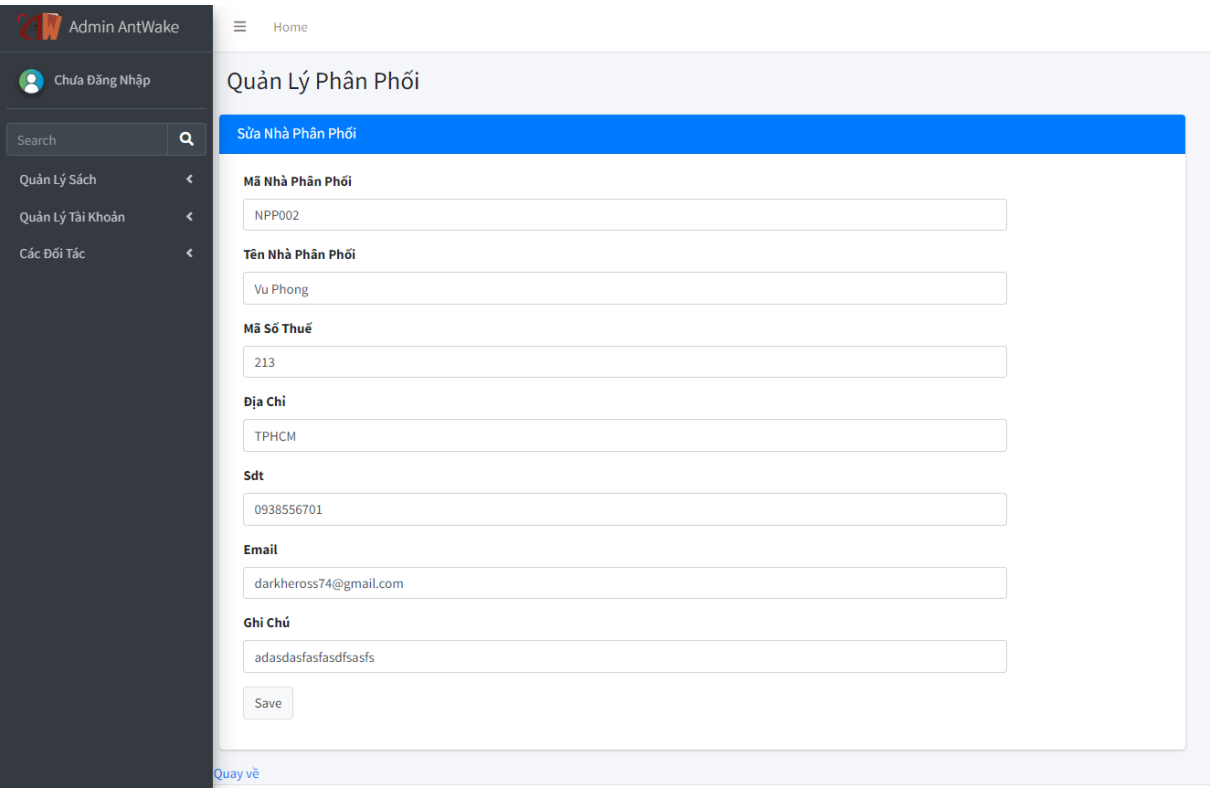 Admin AntWake
Home
Chưa Đăng Nhập
Search
Quản Lý Sách
Quản Lý Tài Khoản
Các Đối Tác
Quản Lý Phân Phối
Sửa Nhà Phân Phối
Mã Nhà Phân Phối
NPP002
Tên Nhà Phân Phối
Vu Phong
Mã Số Thuế
213
Địa Chỉ
TPHCM
Sdt
0938556701
Email
darkheross74@gmail.com
Ghi Chú
adasdasfasfasdfsasfs
Save
Quay về